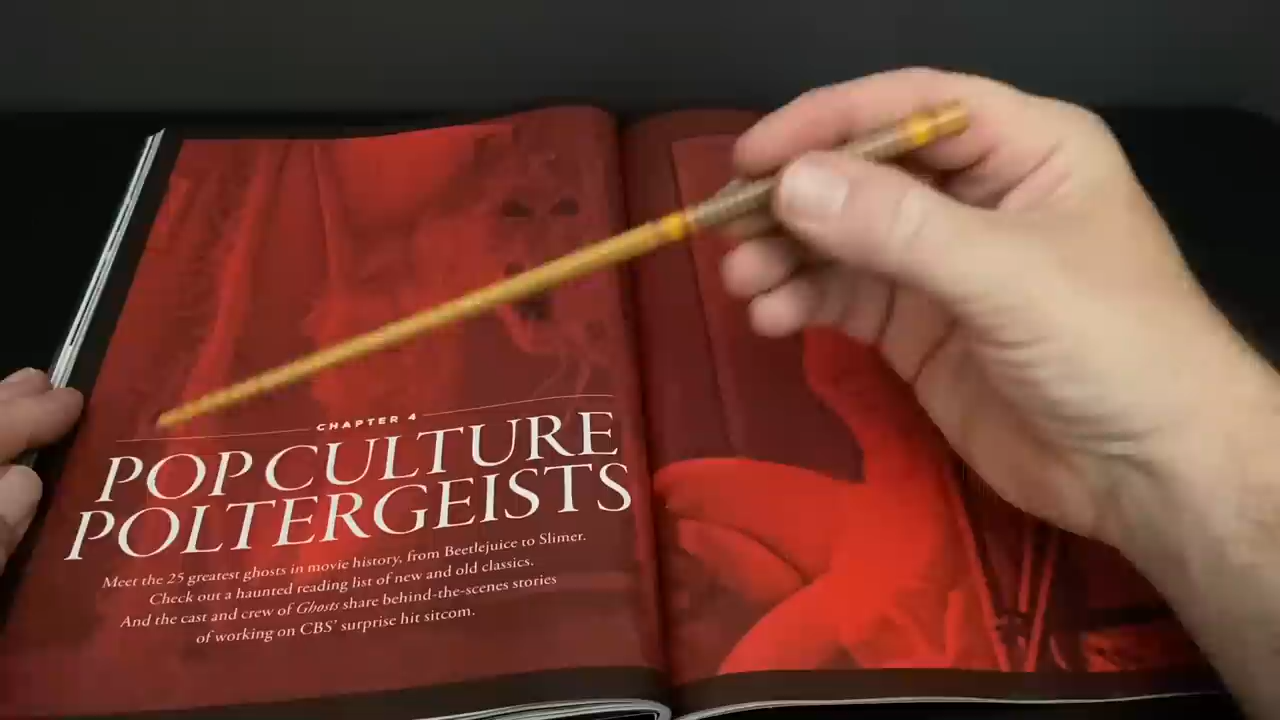 CHAPTER 4
POP CULTURE
POLTERGEISTS
Meet the 25 greatest ghosts in movie history, from Beetlejuice to Slimer.
Check out a haunted reading list of new and old classics.
And the cast and crew of Ghosts share behind-the-scenes stories
of working on CBS’ surprise hit sitcom.